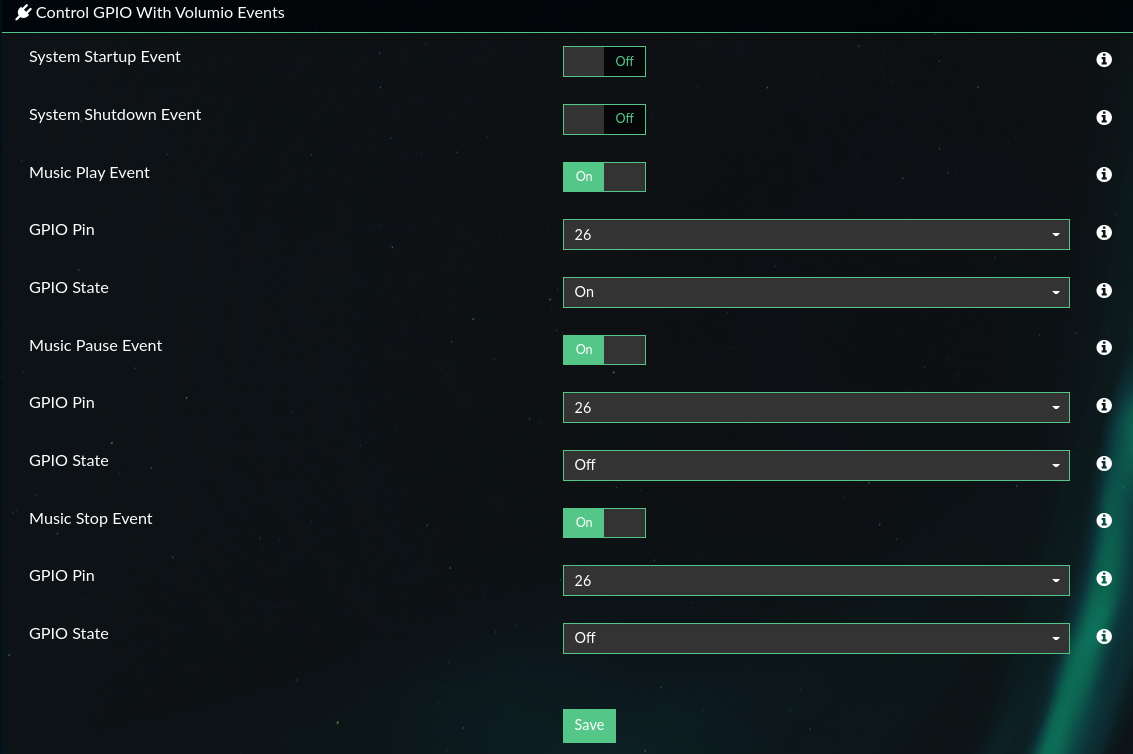 Control GPIO With Volumio Events
System Startup Event Off
System Shutdown Event Off
Music Play Event On
GPIO Pin 26
GPIO State On
Music Pause Event On
GPIO Pin 26
GPIO State Off
Music Stop Event On
GPIO Pin 26
GPIO State Off
Save